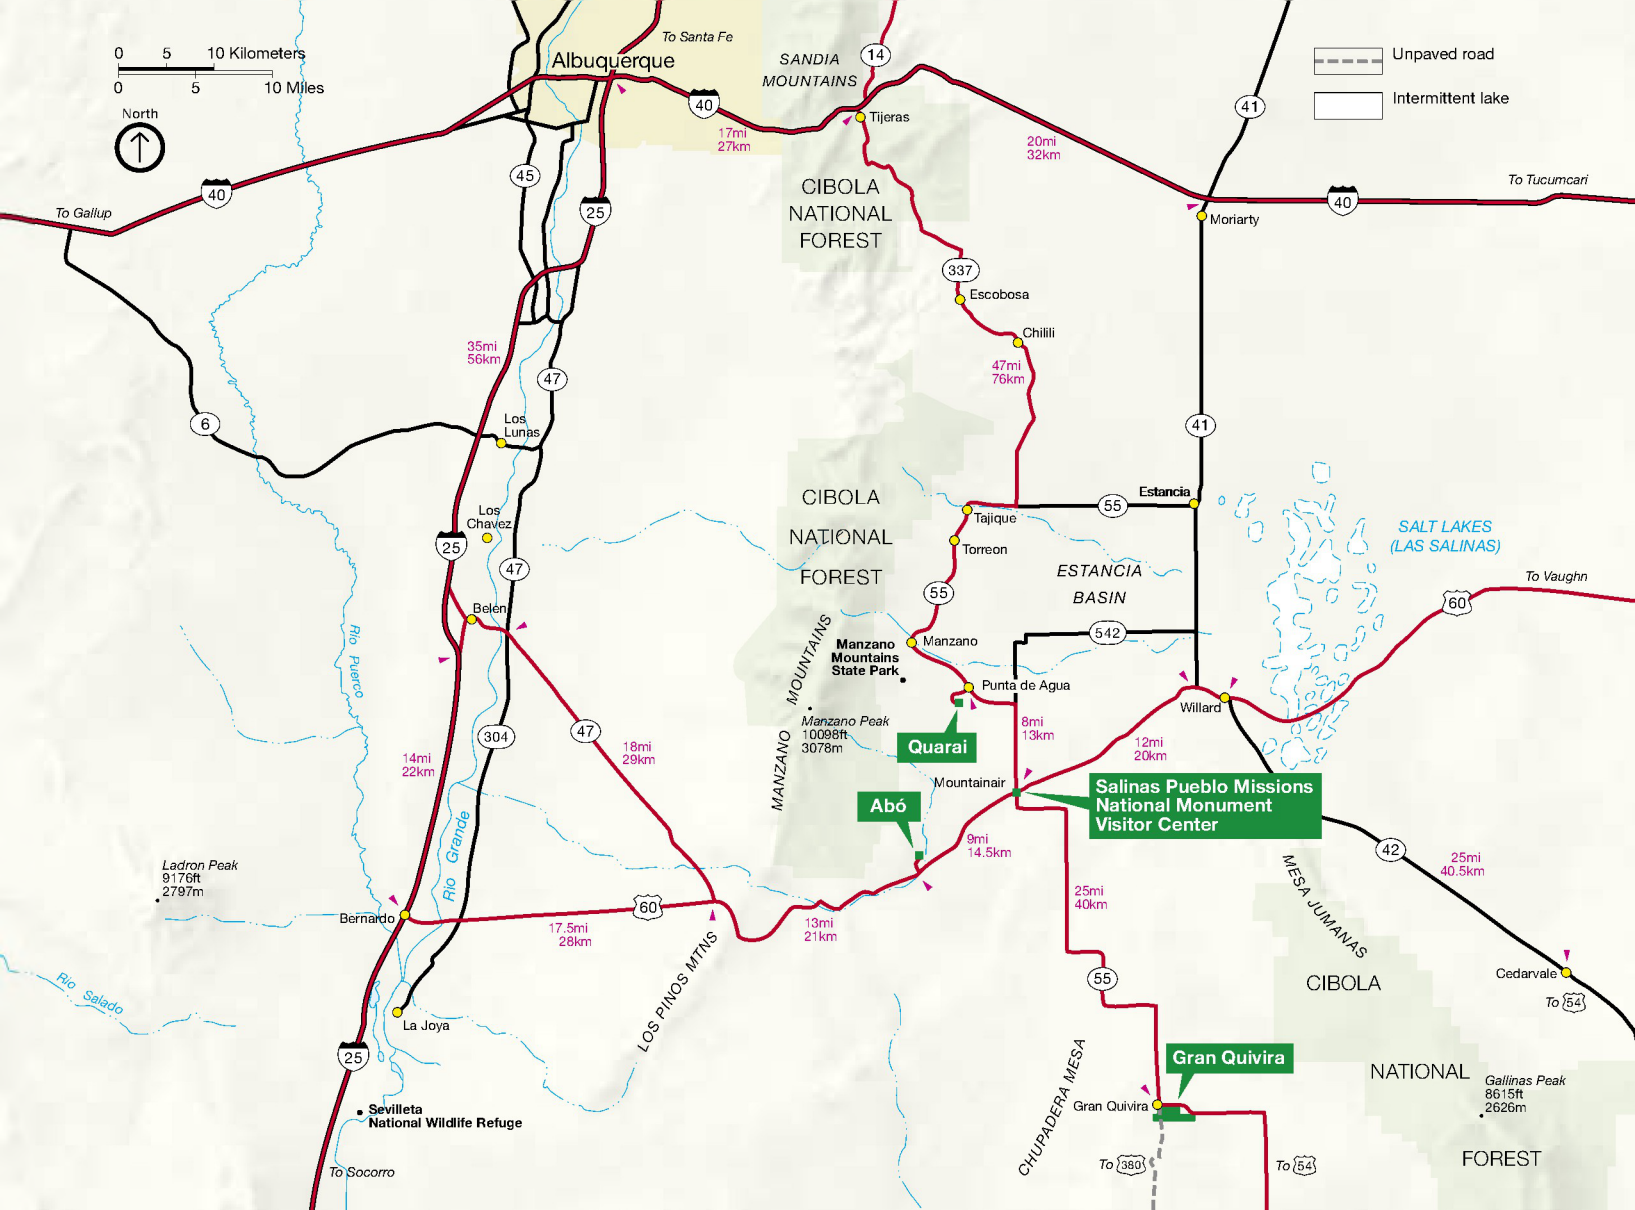 0 5 10 Kilometers
0 5 10 Miles
North
To Santa Fe
Albuquerque
SANDIA
MOUNTAINS
14
Unpaved road
Intermittent lake
40
17mi
27km
Tijeras
20mi
32km
41
45
40
To Gallup
25
CIBOLA
NATIONAL
FOREST
Moriarty
40
To Tucumcari
337
Escobosa
Chilili
47mi
76km
35mi
56km
47
6
Los
Lunas
41
Los
Chavez
25
47
CIBOLA
NATIONAL
FOREST
Tajique
Torreon
55
Estancia
SALT LAKES
(LAS SALINAS)
ESTANCIA
BASIN
55
To Vaughn
60
Belen
542
Rio Puerco
MANZANO MOUNTAINS
Manzano
Manzano
Mountains
State Park
Punta de Agua
Willard
Manzano Peak
10098ft
3078m
Quarai
8mi
13km
12mi
20km
304
47
18mi
29km
14mi
22km
Mountainair
Salinas Pueblo Missions
National Monument
Visitor Center
Abó
9mi
14.5km
42
25mi
40.5km
Rio Grande
Ladron Peak
9176ft
2797m
Bernardo
60
17.5mi
28km
13mi
21km
25mi
40km
MESA JUMANAS
LOS PINOS MTNS
Rio Salado
La Joya
55
CIBOLA
NATIONAL
FOREST
Cedarvale
To 54
25
Gran Quivira
Gran Quivira
CHUPADERA MESA
Gallinas Peak
8615ft
2626m
Sevilleta
National Wildlife Refuge
To Socorro
To 380
To 54